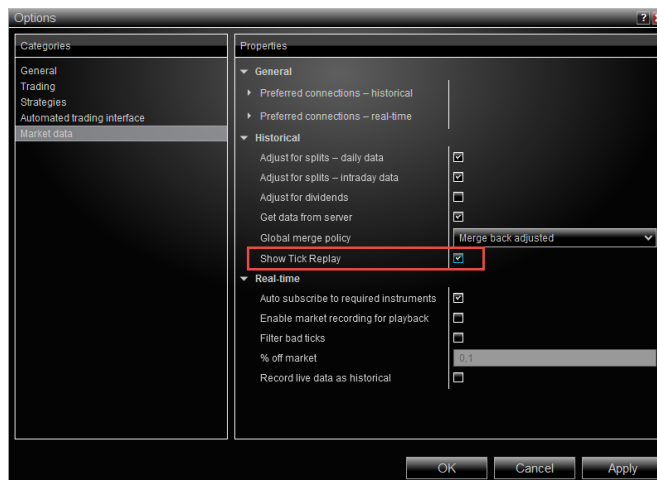 Options
?
Categories
Properties
General
Trading
Strategies
Automated trading interface
Market data
General
Preferred connections – historical
Preferred connections – real-time
Historical
Adjust for splits – daily data
Adjust for splits – intraday data
Adjust for dividends
Get data from server
Global merge policy
Merge back adjusted
Show Tick Replay
Real-time
Auto subscribe to required instruments
Enable market recording for playback
Filter bad ticks
% off market
0,1
Record live data as historical
OK
Cancel
Apply